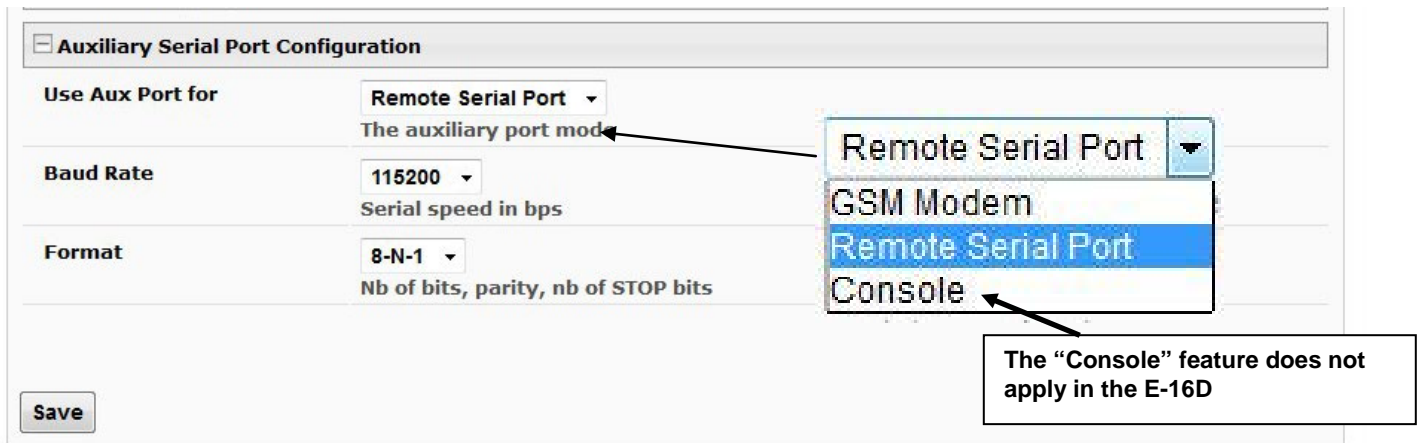 Auxiliary Serial Port Configuration
Use Aux Port for
Remote Serial Port
The auxiliary port mode
Baud Rate
115200
Serial speed in bps
Format
8-N-1
Nb of bits, parity, nb of STOP bits
Remote Serial Port
GSM Modem
Remote Serial Port
Console
The “Console” feature does not
apply in the E-16D
Save